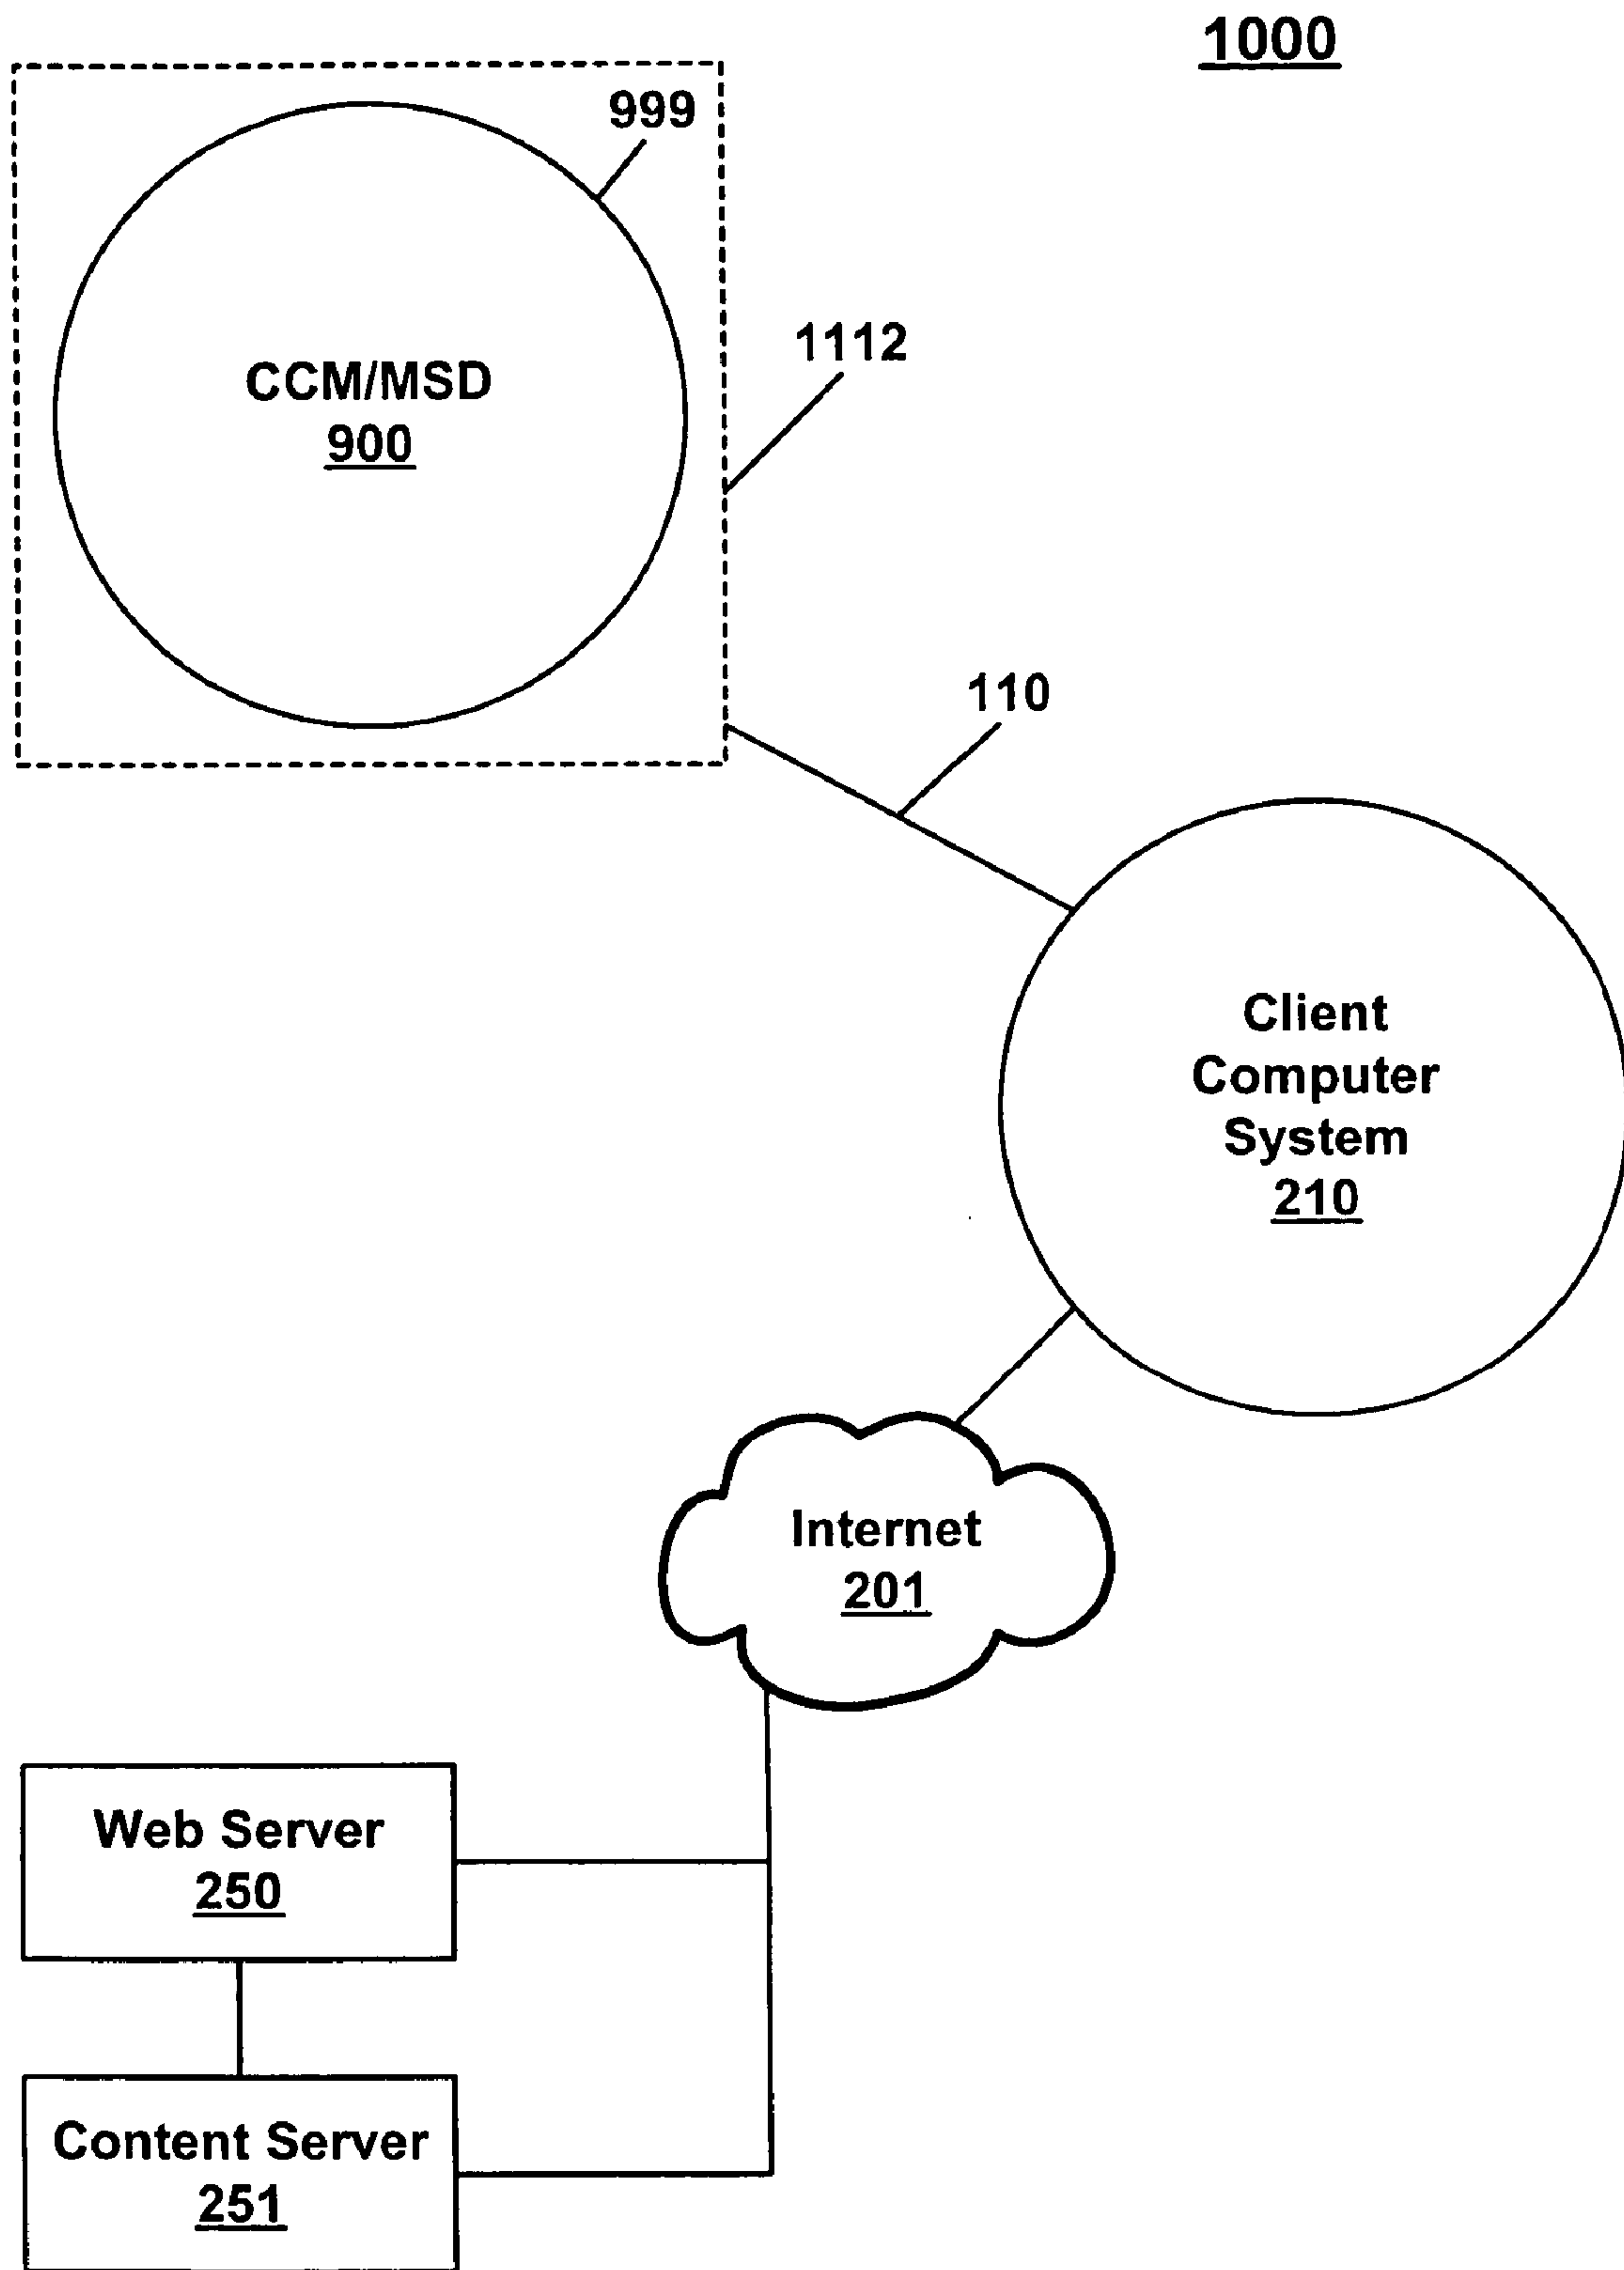 1000
999
CCM/MSD
900
1112
110
Client
Computer
System
210
Internet
201
Web Server
250
Content Server
251